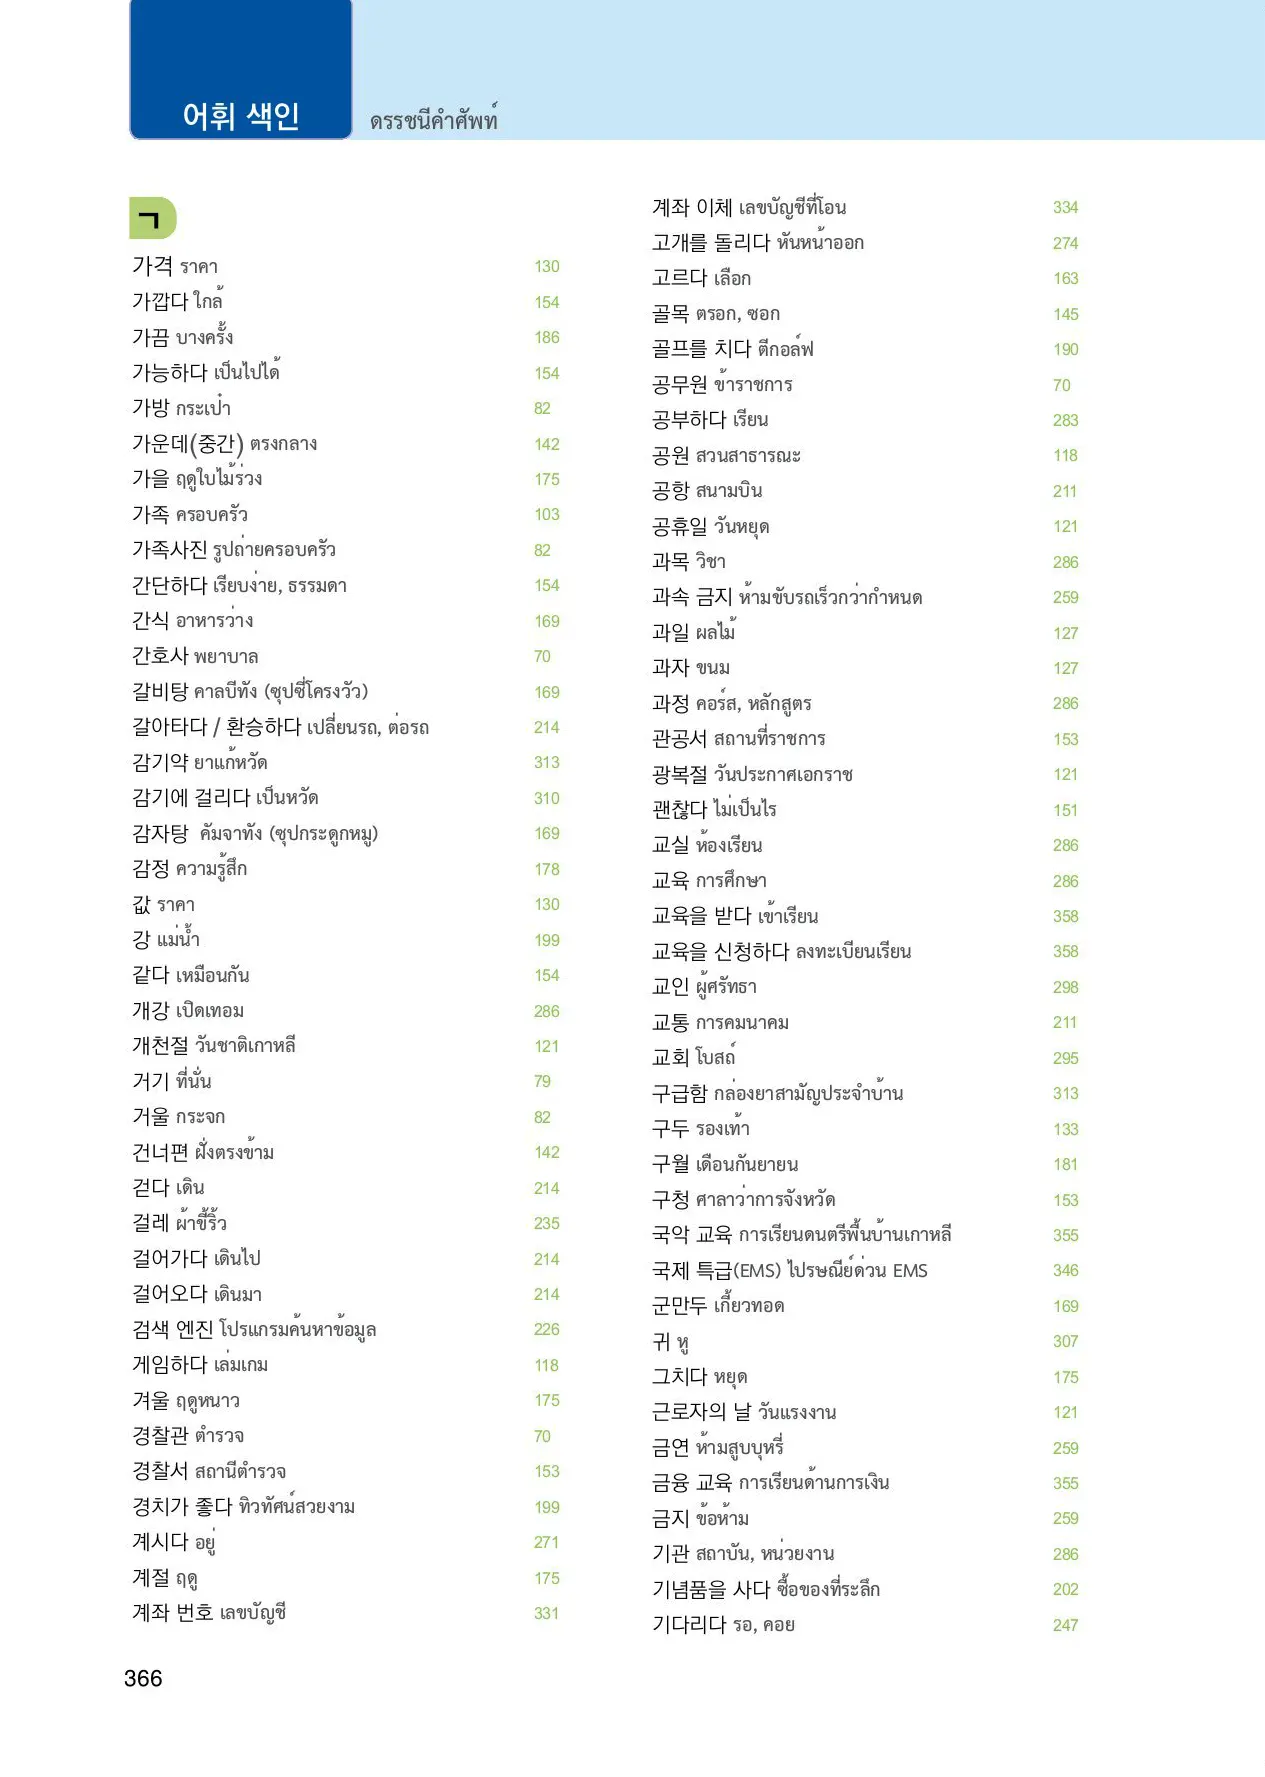 어휘 색인 ดรรชนีคำศัพท์
ㄱ
가격 ราคา 130
가깝다 ใกล้ 154
가끔 บางครั้ง 186
가능하다 เป็นไปได้ 154
가방 กระเป๋า 82
가운데(중간) ตรงกลาง 142
가을 ฤดูใบไม้ร่วง 175
가족 ครอบครัว 103
가족사진 รูปถ่ายครอบครัว 82
간단하다 เรียบง่าย, ธรรมดา 154
간식 อาหารว่าง 169
간호사 พยาบาล 70
갈비탕 คาลบีทัง (ซุปซี่โครงวัว) 169
갈아타다 / 환승하다 เปลี่ยนรถ, ต่อรถ 214
감기약 ยาแก้หวัด 313
감기에 걸리다 เป็นหวัด 310
감자탕 คัมจาทัง (ซุปกระดูกหมู) 169
감정 ความรู้สึก 178
값 ราคา 130
강 แม่น้ำ 199
같다 เหมือนกัน 154
개강 เปิดเทอม 286
개천절 วันชาติเกาหลี 121
거기 ที่นั่น 79
거울 กระจก 82
건너편 ฝั่งตรงข้าม 142
걷다 เดิน 214
걸레 ผ้าขี้ริ้ว 235
걸어가다 เดินไป 214
걸어오다 เดินมา 214
검색 엔진 โปรแกรมค้นหาข้อมูล 226
게임하다 เล่มเกม 118
겨울 ฤดูหนาว 175
경찰관 ตำรวจ 70
경찰서 สถานีตำรวจ 153
경치가 좋다 ทิวทัศน์สวยงาม 199
계시다 อยู่ 271
계절 ฤดู 175
계좌 번호 เลขบัญชี 331
계좌 이체 เลขบัญชีที่โอน 334
고개를 돌리다 หันหน้าออก 274
고르다 เลือก 163
골목 ตรอก, ซอก 145
골프를 치다 ตีกอล์ฟ 190
공무원 ข้าราชการ 70
공부하다 เรียน 283
공원 สวนสาธารณะ 118
공항 สนามบิน 211
공휴일 วันหยุด 121
과목 วิชา 286
과속 금지 ห้ามขับรถเร็วกว่ากำหนด 259
과일 ผลไม้ 127
과자 ขนม 127
과정 คอร์ส, หลักสูตร 286
관공서 สถานที่ราชการ 153
광복절 วันประกาศเอกราช 121
괜찮다 ไม่เป็นไร 151
교실 ห้องเรียน 286
교육 การศึกษา 286
교육을 받다 เข้าเรียน 358
교육을 신청하다 ลงทะเบียนเรียน 358
교인 ผู้ศรัทธา 298
교통 การคมนาคม 211
교회 โบสถ์ 295
구급함 กล่องยาสามัญประจำบ้าน 313
구두 รองเท้า 133
구월 เดือนกันยายน 181
구청 ศาลาว่าการจังหวัด 153
국악 교육 การเรียนดนตรีพื้นบ้านเกาหลี 355
국제 특급(EMS) ไปรษณีย์ด่วน EMS 346
군만두 เกี้ยวทอด 169
귀 หู 307
그치다 หยุด 175
근로자의 날 วันแรงงาน 121
금연 ห้ามสูบบุหรี่ 259
금융 교육 การเรียนด้านการเงิน 355
금지 ข้อห้าม 259
기관 สถาบัน, หน่วยงาน 286
기념품을 사다 ซื้อของที่ระลึก 202
기다리다 รอ, คอย 247
366